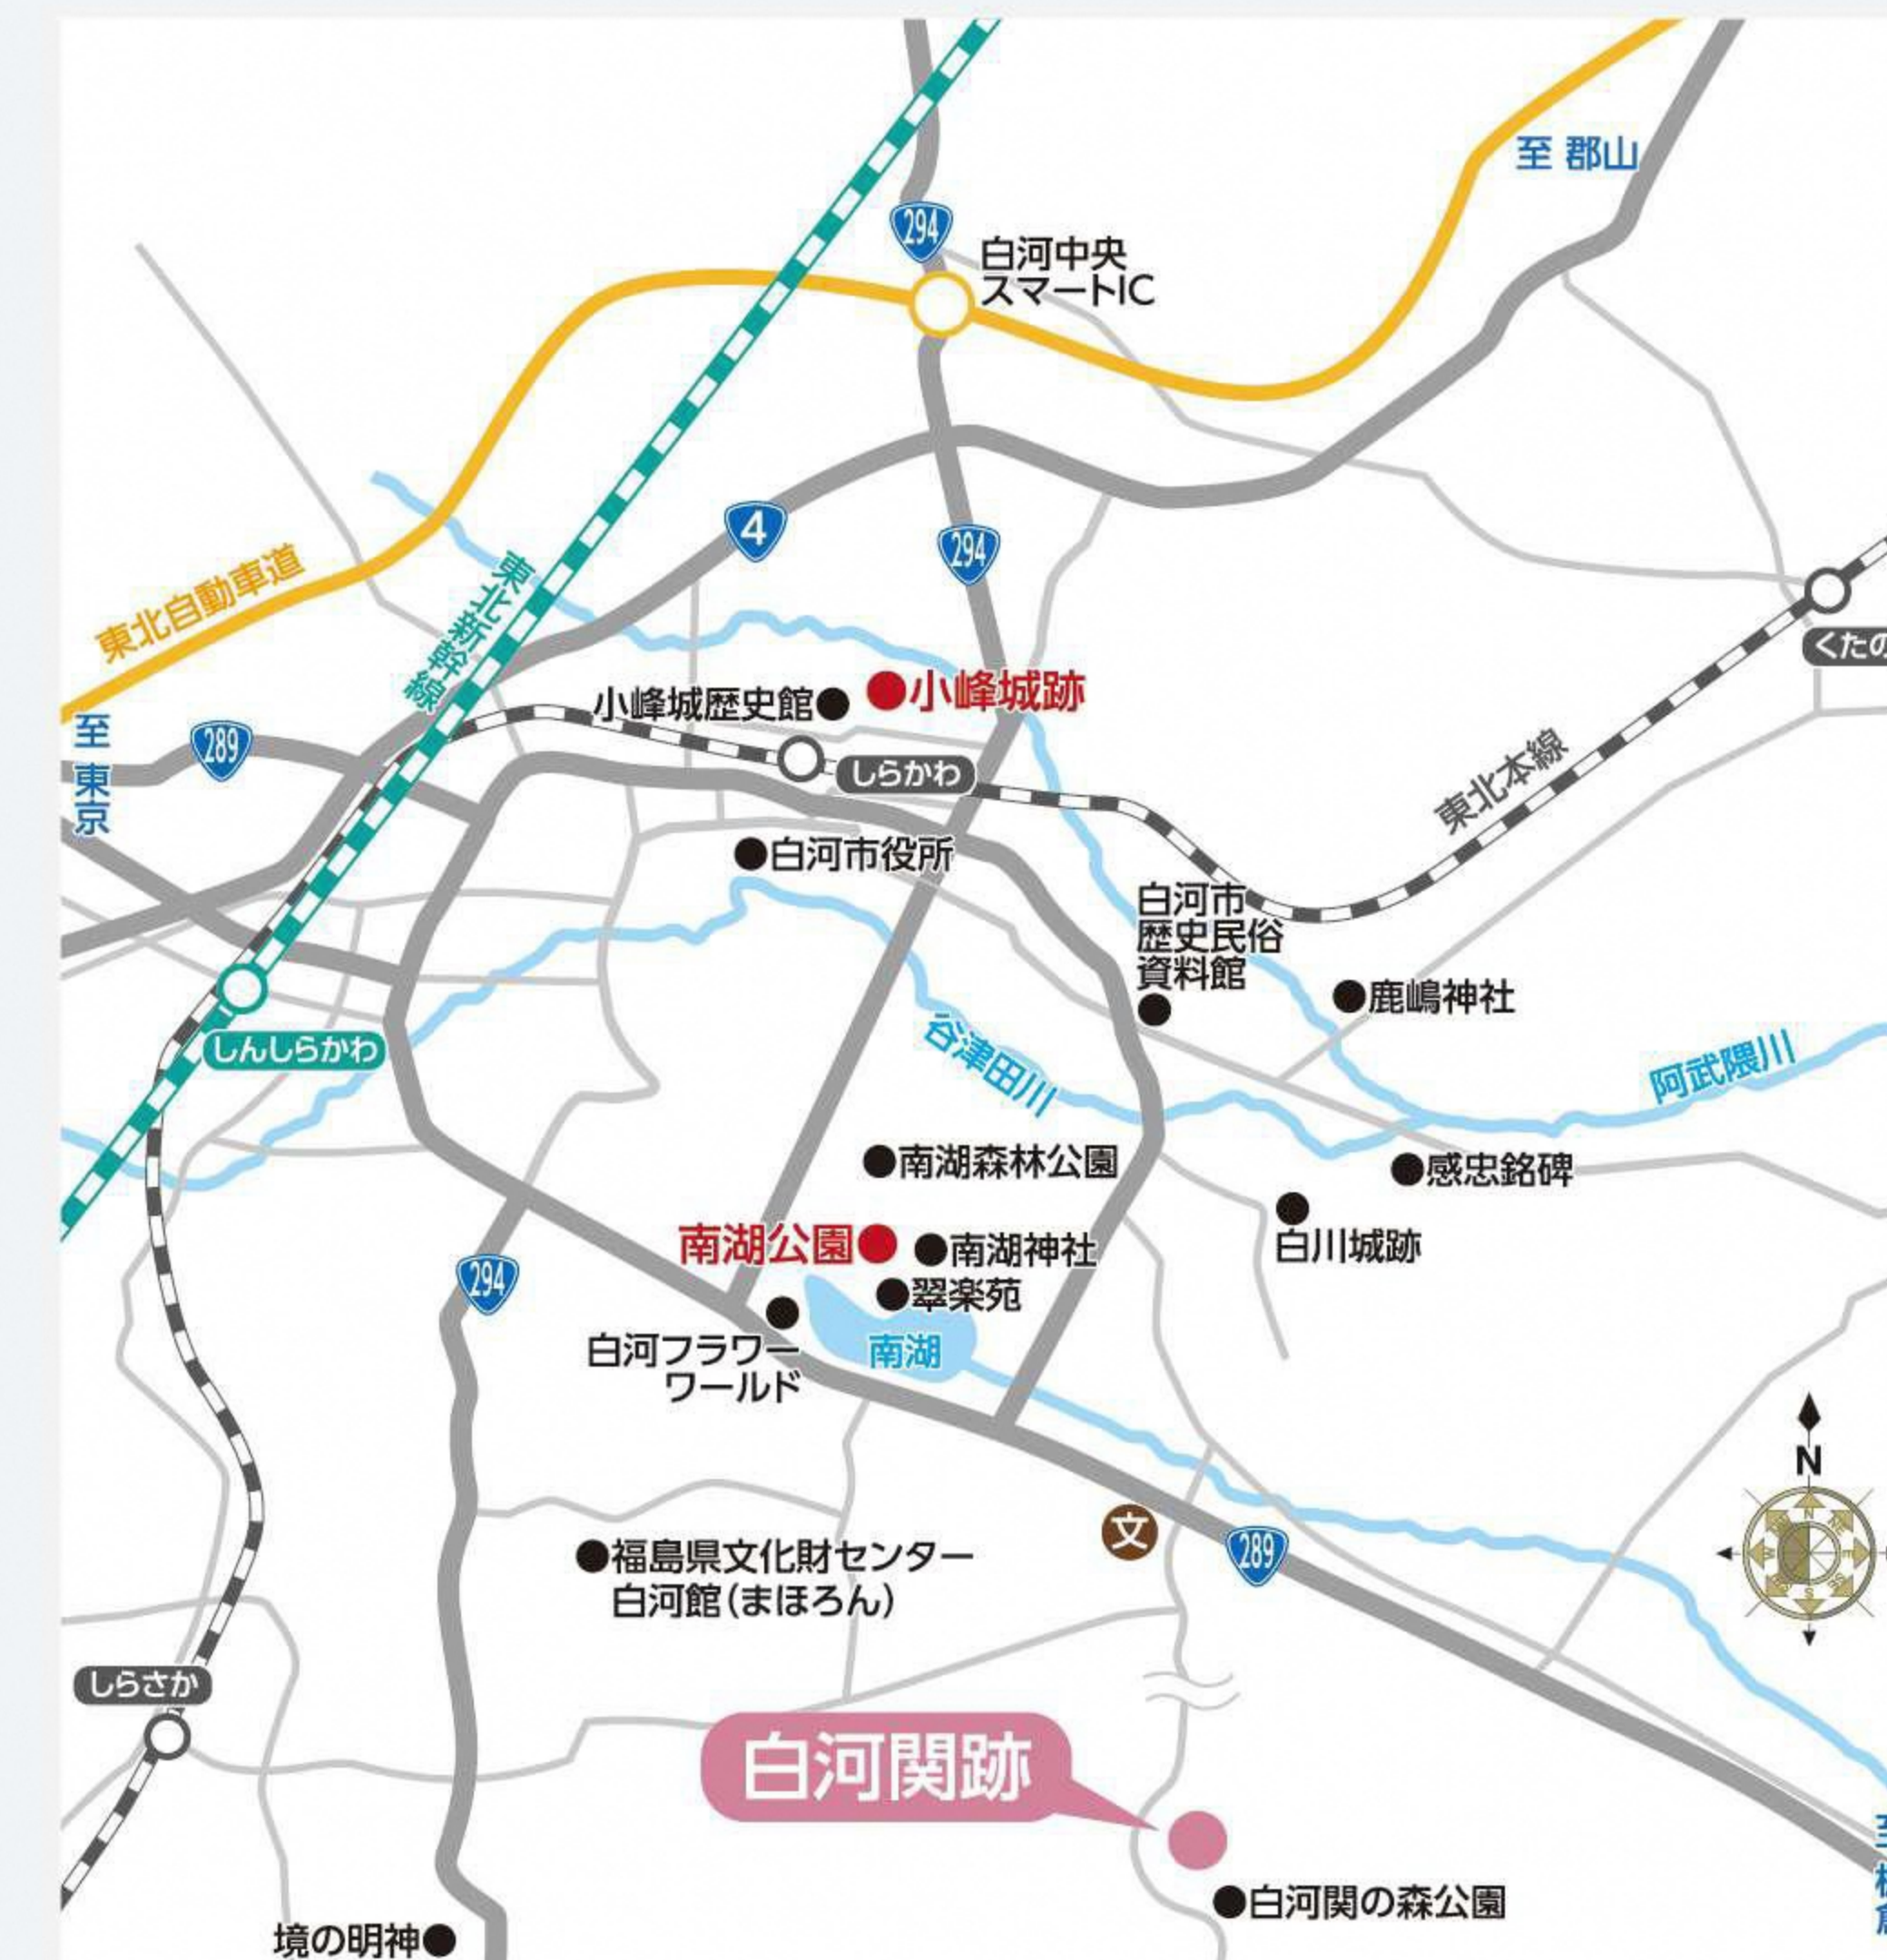 至 郡山
294
白河中央
スマートIC
4
294
東北自動車道
東北新幹線
至 東京
289
小峰城歴史館
小峰城跡
しらかわ
くたの
東北本線
白河市役所
白河市
歴史民俗
資料館
鹿嶋神社
しんしらかわ
谷津田川
阿武隈川
南湖森林公園
感忠銘碑
白川城跡
南湖公園
南湖神社
翠楽苑
294
白河フラワー
ワールド
南湖
N
文
289
福島県文化財センター
白河館(まほろん)
しらさか
白河関跡
白河関の森公園
境の明神
至